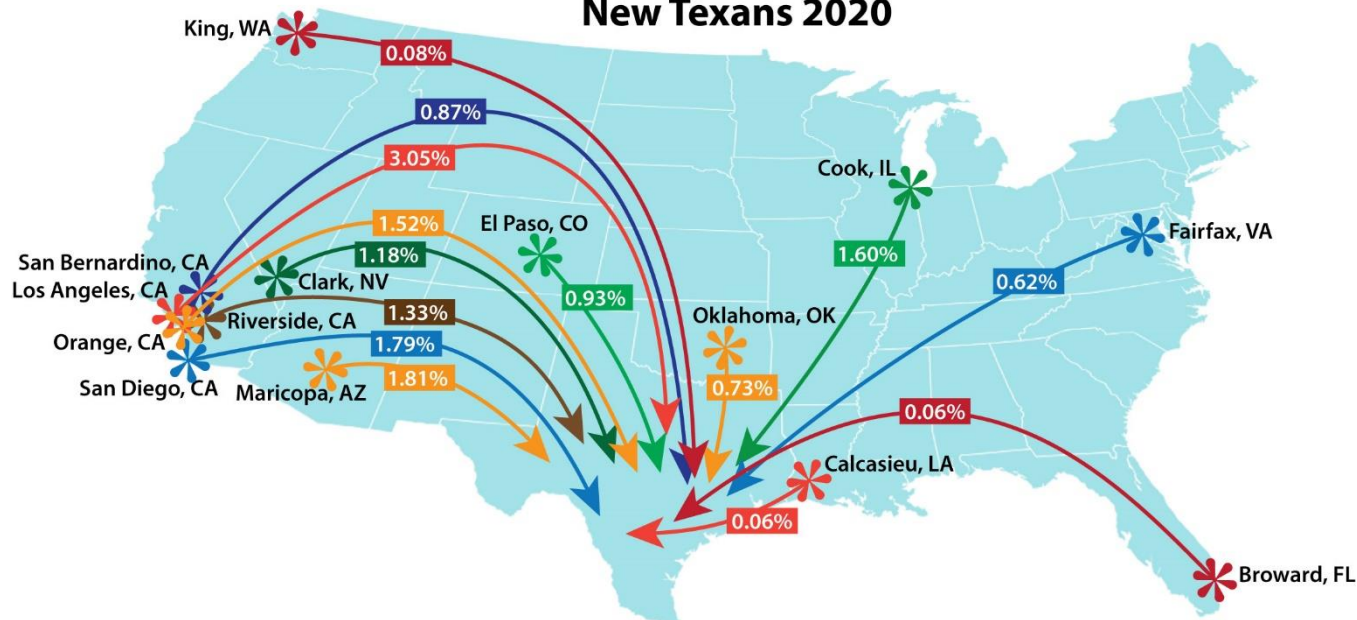 New Texans 2020
King, WA
0.08%
0.87%
3.05%
Cook, IL
1.52%
El Paso, CO
Fairfax, VA
1.18%
1.60%
San Bernardino, CA
Los Angeles, CA
Clark, NV
0.62%
0.93%
Riverside, CA
1.33%
Oklahoma, OK
Orange, CA
1.79%
San Diego, CA
Maricopa, AZ
1.81%
0.73%
0.06%
Calcasieu, LA
0.06%
Broward, FL